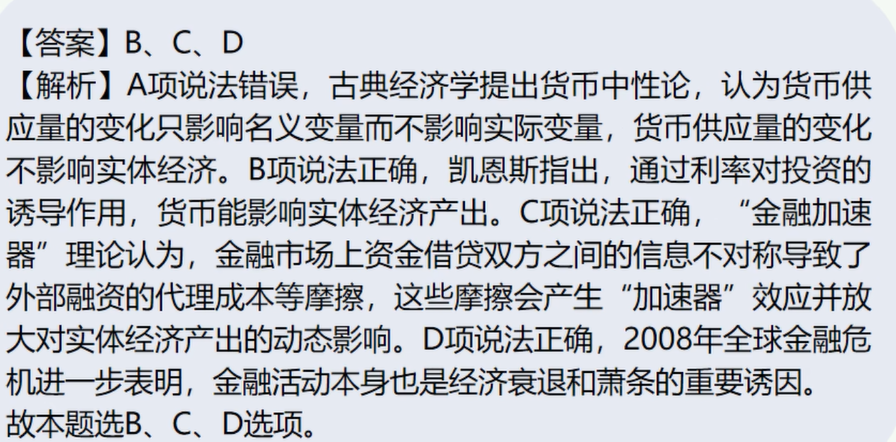 【答案】B、C、D
【解析】A项说法错误，古典经济学提出货币中性论，认为货币供
应量的变化只影响名义变量而不影响实际变量，货币供应量的变化
不影响实体经济。B项说法正确，凯恩斯指出，通过利率对投资的
诱导作用，货币能影响实体经济产出。C项说法正确，“金融加速
器”理论认为，金融市场上资金借贷双方之间的信息不对称导致了
外部融资的代理成本等摩擦，这些摩擦会产生“加速器”效应并放
大对实体经济产出的动态影响。D项说法正确，2008年全球金融危
机进一步表明，金融活动本身也是经济衰退和萧条的重要诱因。
故本题选B、C、D选项。